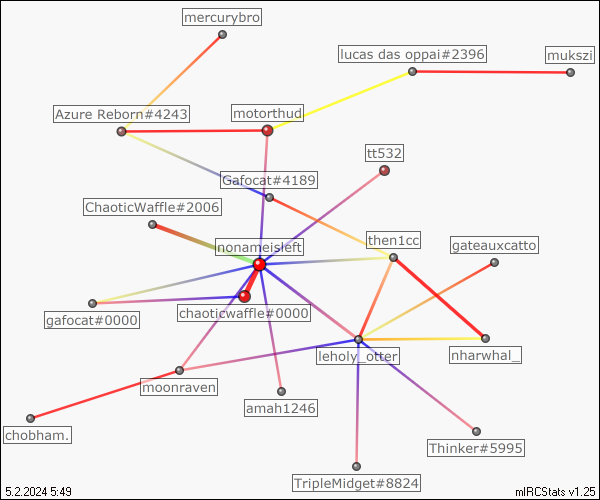 mercurybro
lucas das oppai#2396
mukszi
Azure Reborn#4243
motorthud
tt532
Gafocat#4189
ChaoticWaffle#2006
nonameisleft
then1cc
gateauxcatto
gafocat#0000
chaoticwaffle#0000
leholy_otter
nharwhal_
moonraven
amah1246
chobham.
Thinker#5995
TripleMidget#8824
5.2.2024 5:49
mIRCStats v1.25